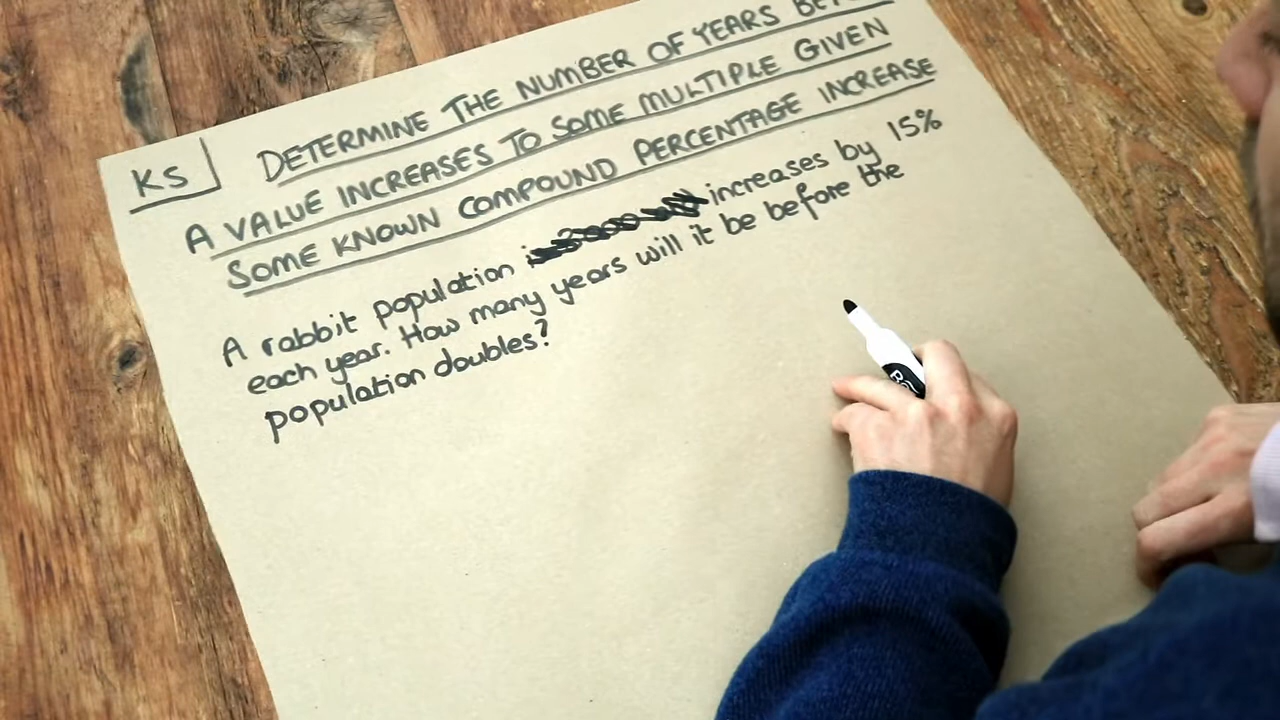 KS
DETERMINE THE NUMBER OF YEARS
A VALUE INCREASES TO SOME MULTIPLE GIVEN
SOME KNOWN COMPOUND PERCENTAGE INCREASE
A rabbit population increases by 15%
each year. How many years will it be before the
population doubles?